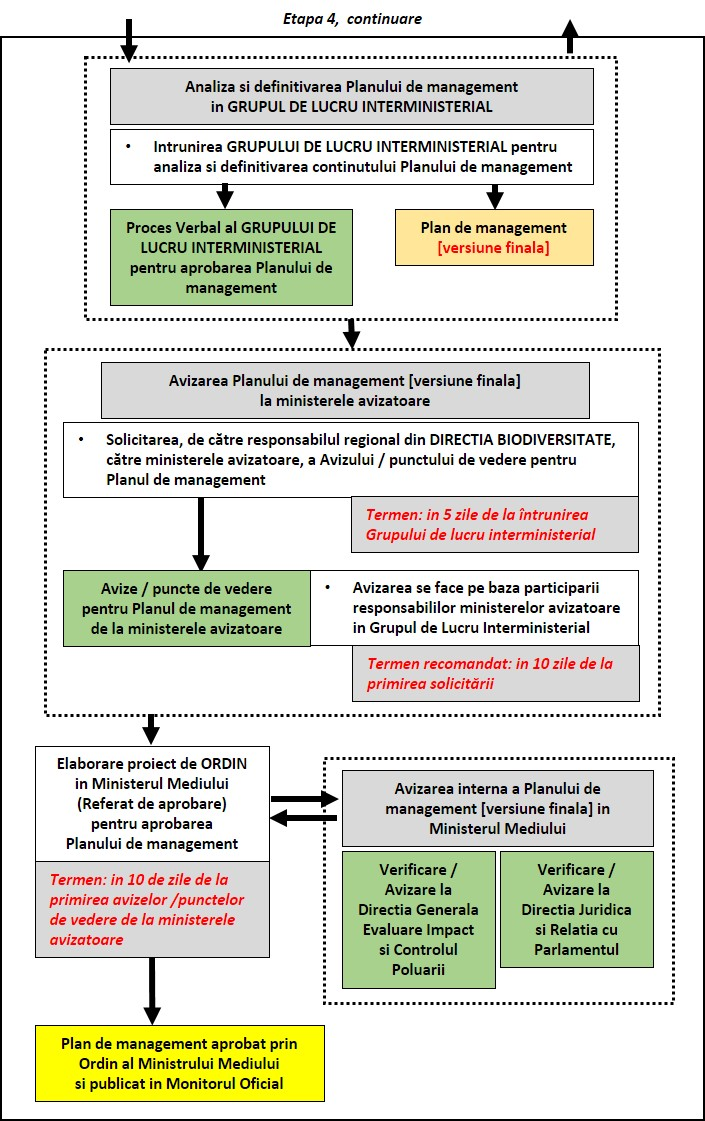 Etapa 4, continuare
Analiza si definitivarea Planului de management
in GRUPUL DE LUCRU INTERMINISTERIAL
• Intrunirea GRUPULUI DE LUCRU INTERMINISTERIAL pentru
analiza si definitivarea continutului Planului de management
Proces Verbal al GRUPULUI DE
LUCRU INTERMINISTERIAL
pentru aprobarea Planului de
management
Plan de management
[versiune finala]
Avizarea Planului de management [versiune finala]
la ministerele avizatoare
• Solicitarea, de către responsabilul regional din DIRECTIA BIODIVERSITATE,
către ministerele avizatoare, a Avizului / punctului de vedere pentru
Planul de management
Termen: in 5 zile de la întrunirea
Grupului de lucru interministerial
Avize / puncte de vedere
pentru Planul de management
de la ministerele avizatoare
• Avizarea se face pe baza participarii
responsabililor ministerelor avizatoare
in Grupul de Lucru Interministerial
Termen recomandat: in 10 zile de la
primirea solicitării
Elaborare proiect de ORDIN
in Ministerul Mediului
(Referat de aprobare)
pentru aprobarea
Planului de management
Termen: in 10 de zile de la
primirea avizelor /punctelor
de vedere de la ministerele
avizatoare
Avizarea interna a Planului de
management [versiune finala] in
Ministerul Mediului
Verificare /
Avizare la
Directia Generala
Evaluare Impact
si Controlul
Poluarii
Verificare /
Avizare la
Directia Juridica
si Relatia cu
Parlamentul
Plan de management aprobat prin
Ordin al Ministrului Mediului
si publicat in Monitorul Oficial